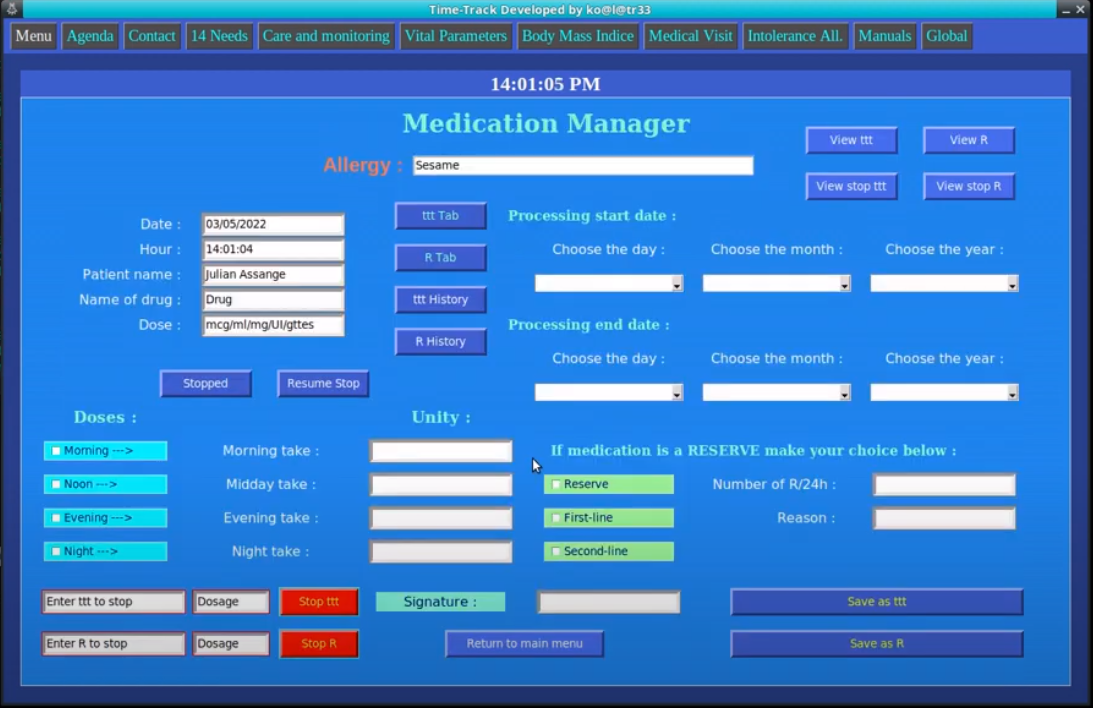 Time-Track Developed by ko@l@tr33
Menu Agenda Contact 14 Needs Care and monitoring Vital Parameters Body Mass Indice Medical Visit Intolerance All. Manuals Global
14:01:05 PM
Medication Manager
View ttt View R
Allergy : Sesame
View stop ttt View stop R
ttt Tab Processing start date :
Date : 03/05/2022
Hour : 14:01:04 R Tab Choose the day : Choose the month : Choose the year :
Patient name : Julian Assange
Name of drug : Drug ttt History
Dose : mcg/ml/mg/UI/gttes Processing end date :
R History
Choose the day : Choose the month : Choose the year :
Stopped Resume Stop
Doses : Unity :
Morning ---> Morning take : If medication is a RESERVE make your choice below :
Noon ---> Midday take : Reserve Number of R/24h :
Evening ---> Evening take : First-line Reason :
Night ---> Night take : Second-line
Enter ttt to stop Dosage Stop ttt Signature : Save as ttt
Enter R to stop Dosage Stop R Return to main menu Save as R